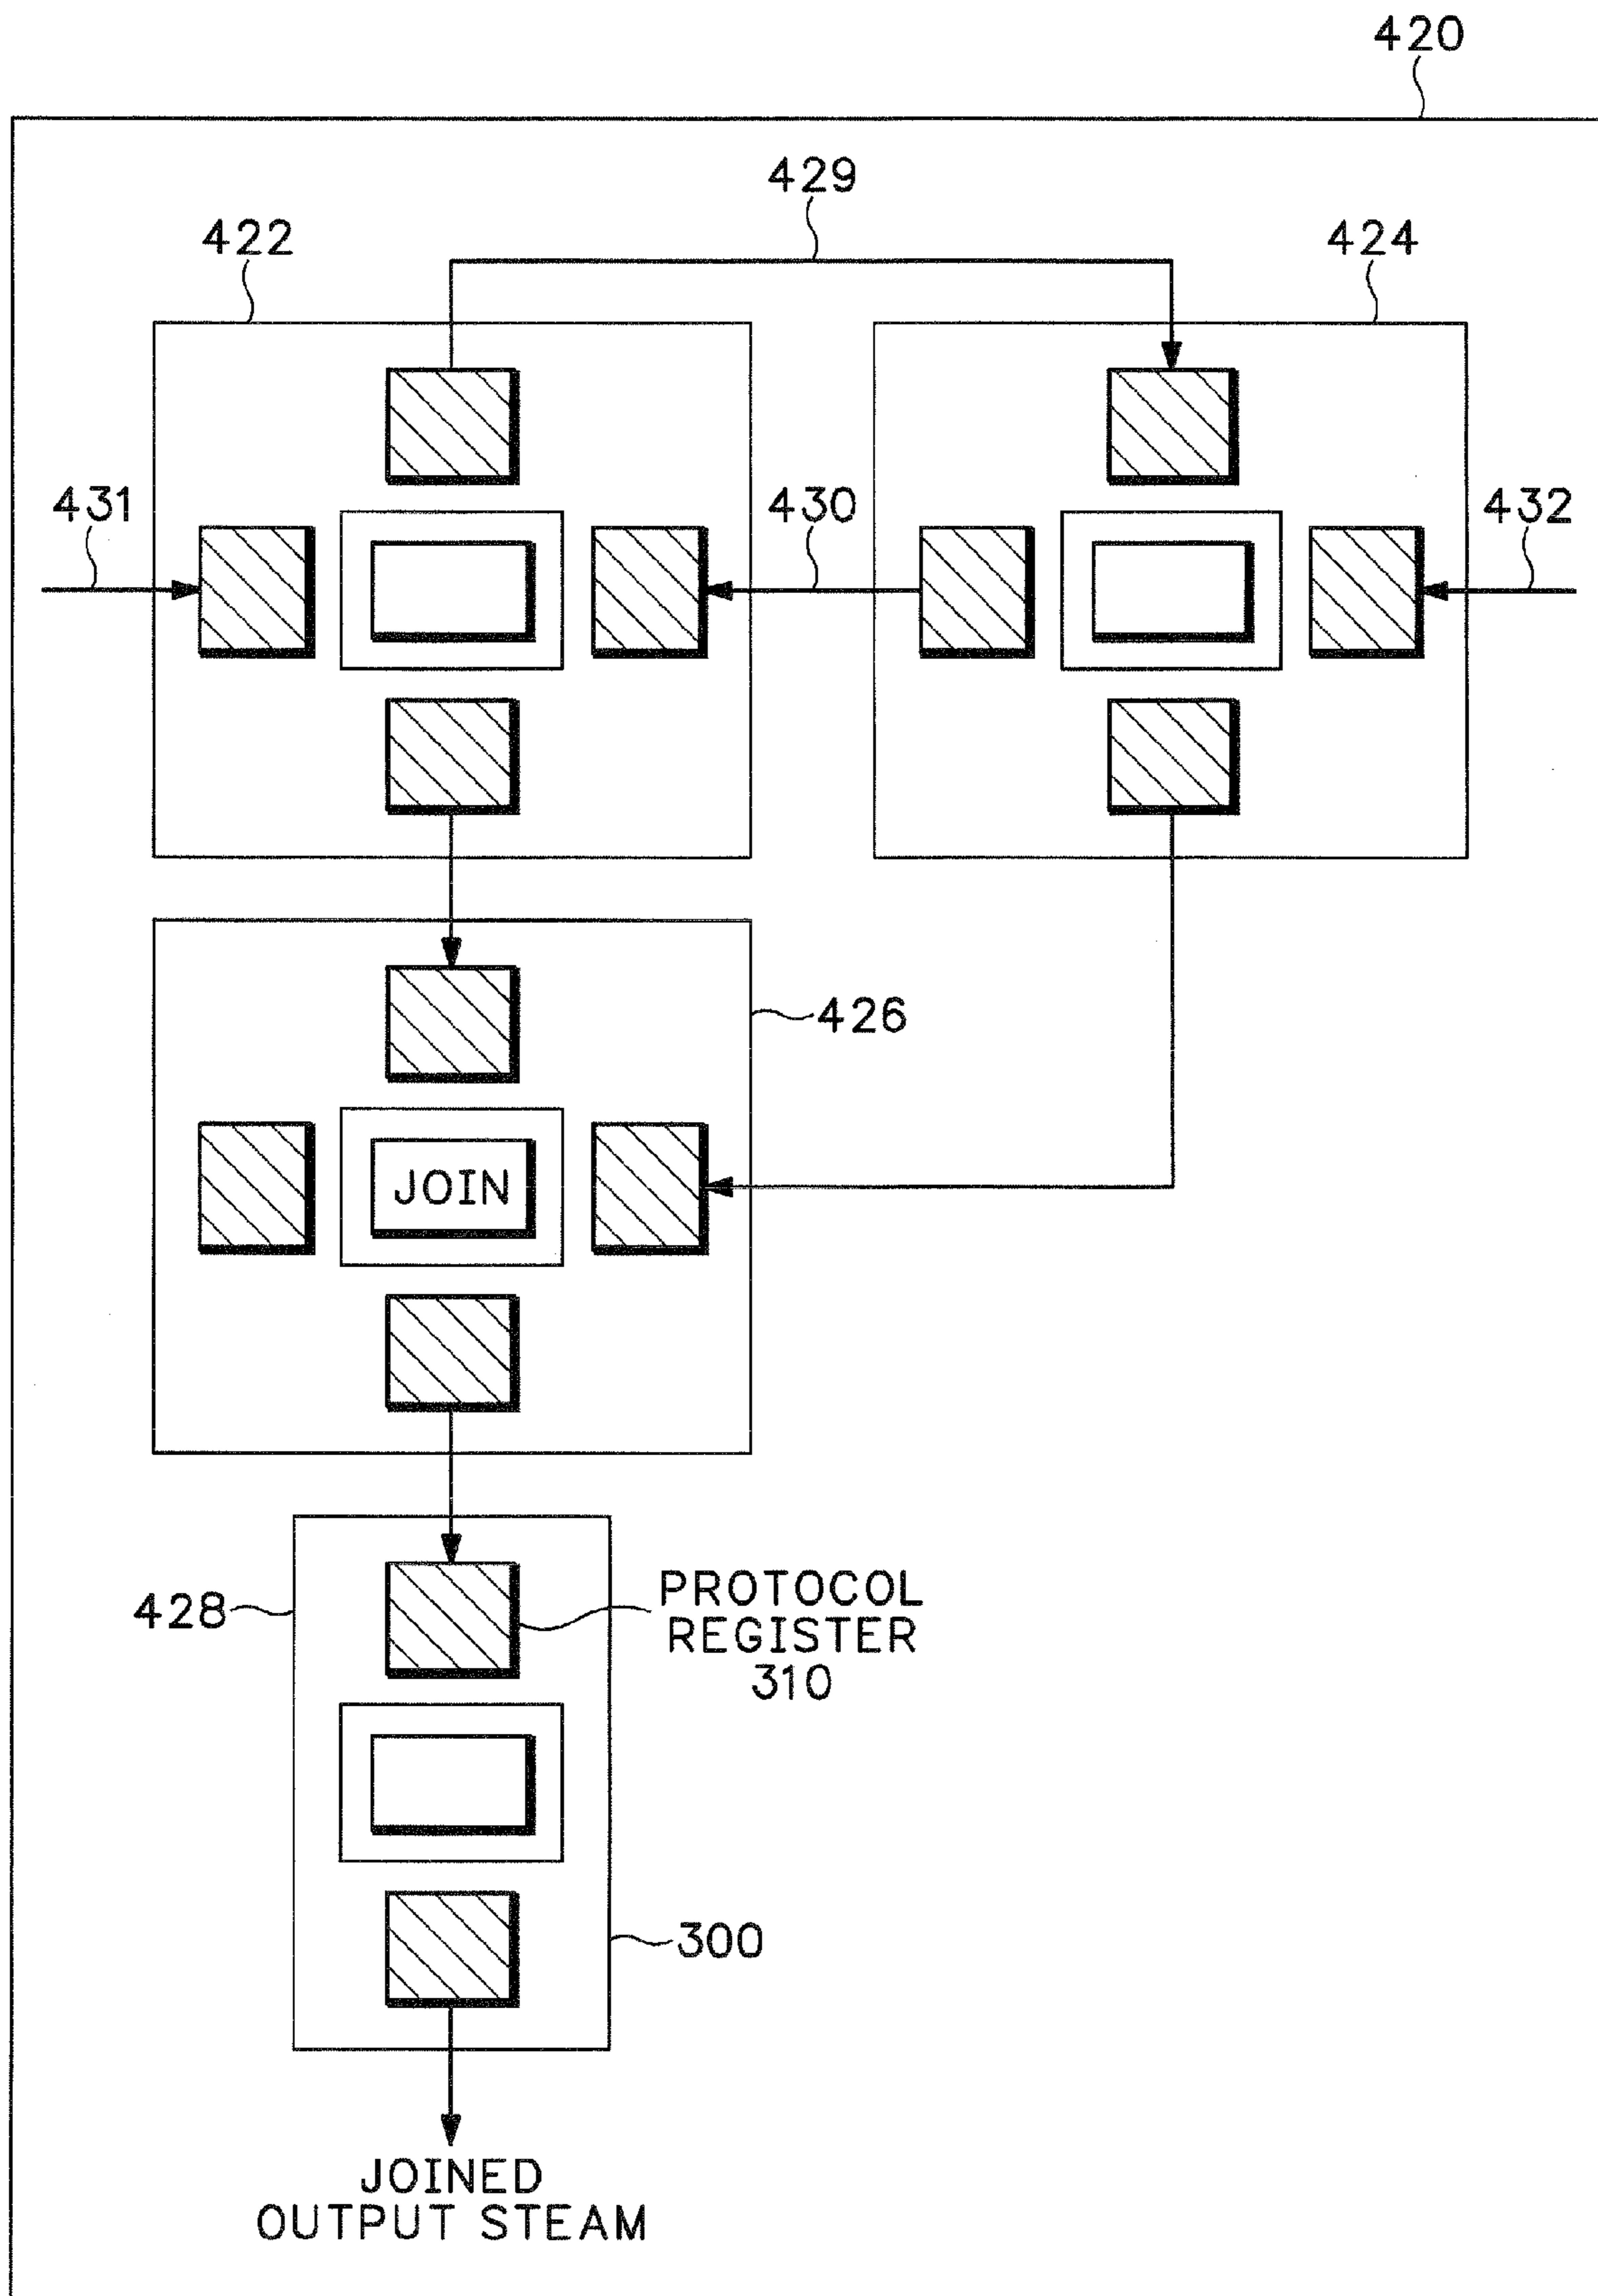 420
429
422
424
431
430
432
426
JOIN
428
PROTOCOL
REGISTER
310
300
JOINED
OUTPUT STEAM